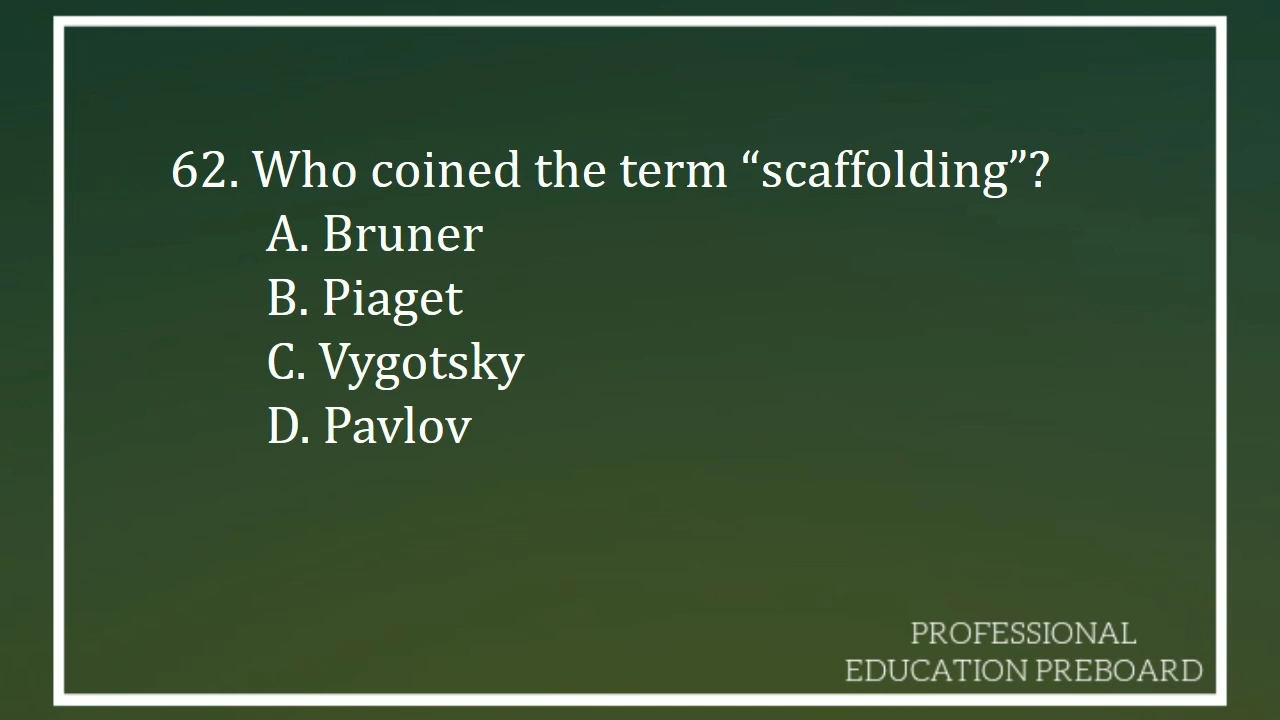 62. Who coined the term “scaffolding”?
A. Bruner
B. Piaget
C. Vygotsky
D. Pavlov
PROFESSIONAL
EDUCATION PREBOARD